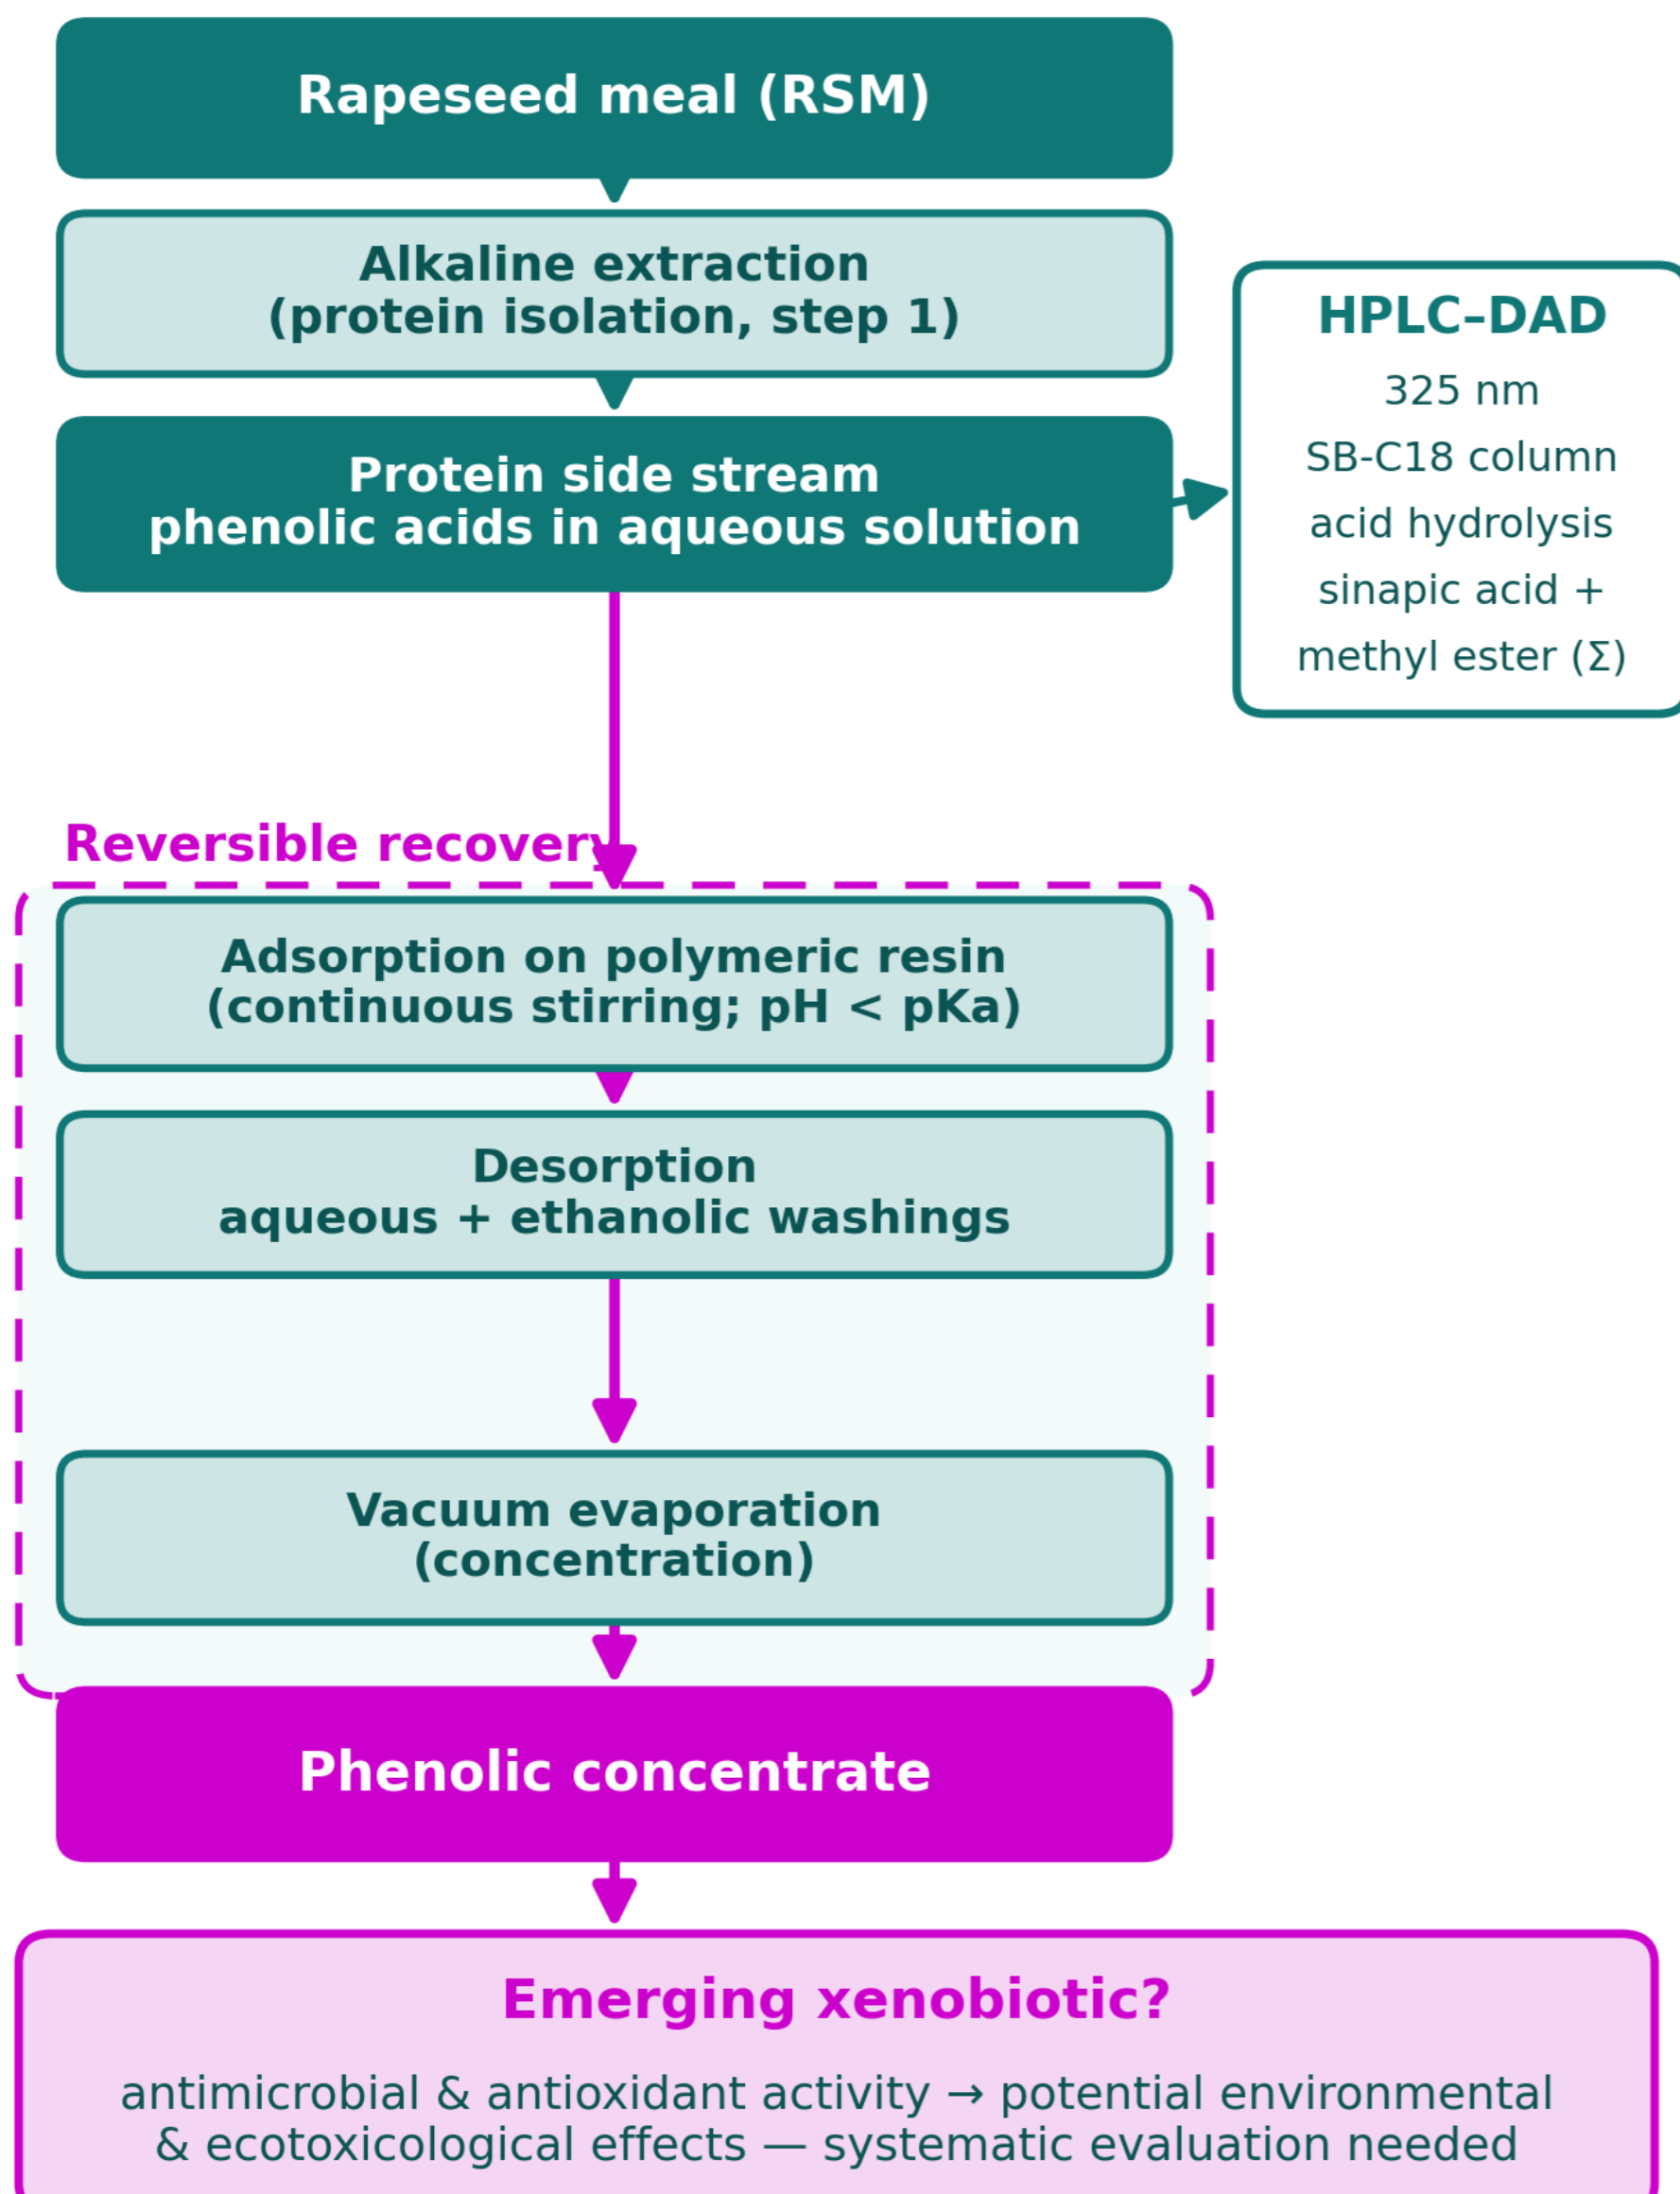 Rapeseed meal (RSM)
Alkaline extraction
(protein isolation, step 1)
Protein side stream
phenolic acids in aqueous solution
HPLC–DAD
325 nm
SB-C18 column
acid hydrolysis
sinapic acid +
methyl ester (Σ)
Reversible recovery
Adsorption on polymeric resin
(continuous stirring; pH < pKa)
Desorption
aqueous + ethanolic washings
Vacuum evaporation
(concentration)
Phenolic concentrate
Emerging xenobiotic?
antimicrobial & antioxidant activity → potential environmental
& ecotoxicological effects — systematic evaluation needed